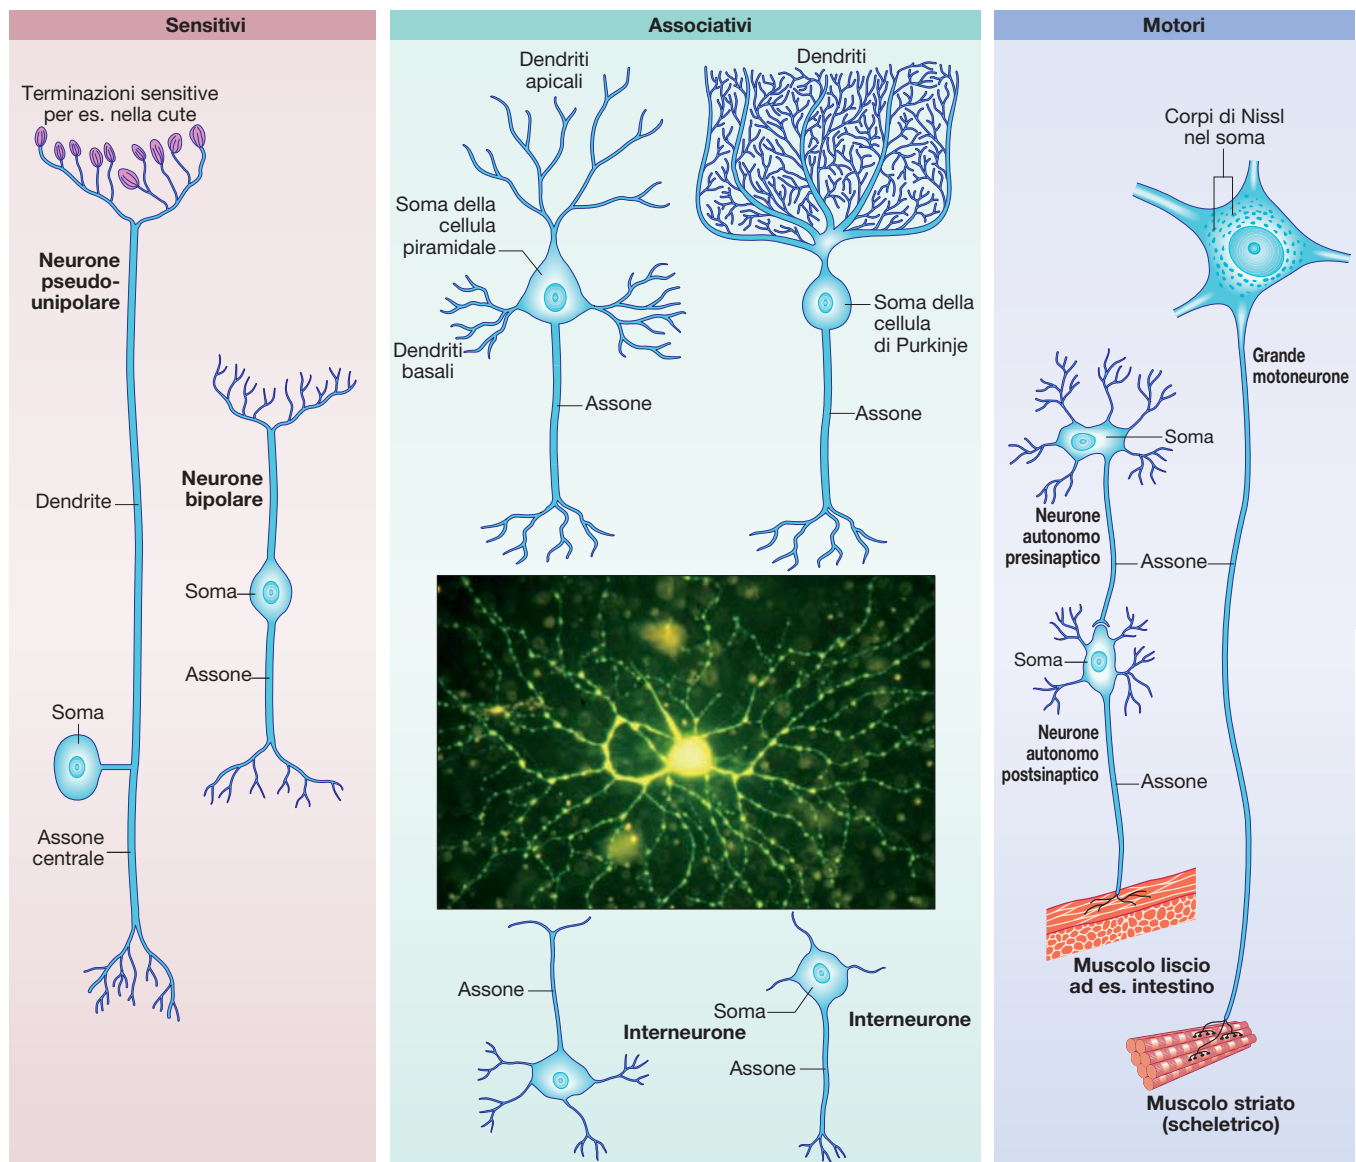 Sensitivi
Terminazioni sensitive
per es. nella cute
Neurone
pseudo-
unipolare
Dendrite
Soma
Assone
centrale
Neurone
bipolare
Soma
Assone
Associativi
Dendriti
apicali
Soma della
cellula
piramidale
Dendriti
basali
Assone
Dendriti
Soma della
cellula
di Purkinje
Assone
Assone
Interneurone
Soma
Interneurone
Assone
Motori
Corpi di Nissl
nel soma
Grande
motoneurone
Soma
Neurone
autonomo
presinaptico
Assone
Soma
Neurone
autonomo
postsinaptico
Assone
Muscolo liscio
ad es. intestino
Muscolo striato
(scheletrico)